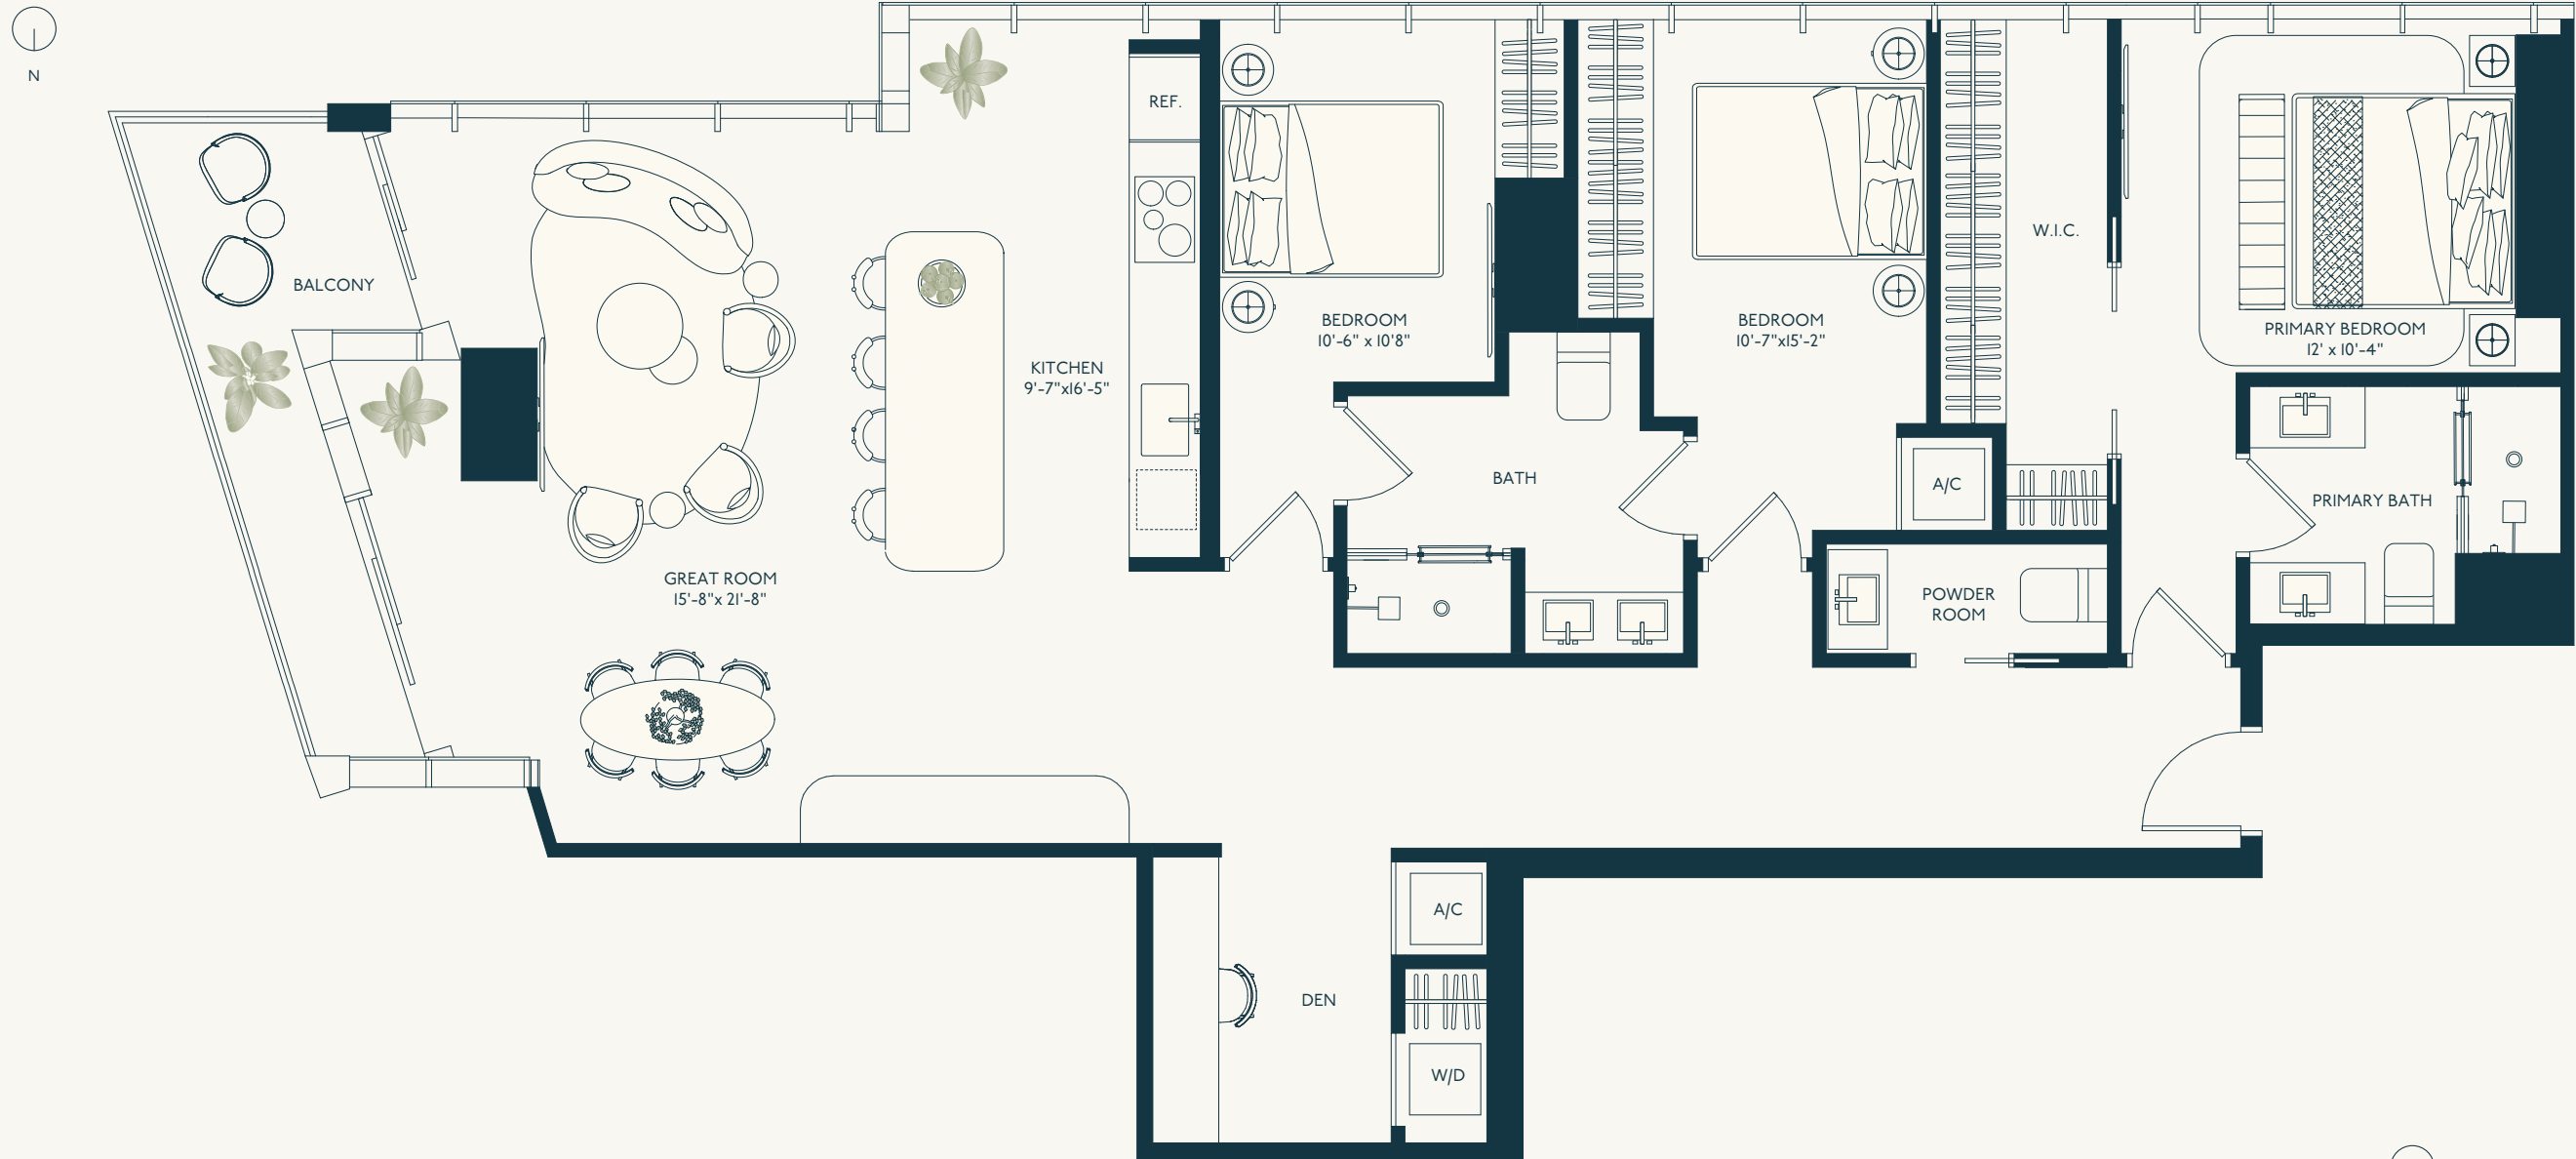 N
REF.
BALCONY
W.I.C.
BEDROOM
10'-6" x 10'8"
BEDROOM
10'-7"x15'-2"
PRIMARY BEDROOM
12' x 10'-4"
KITCHEN
9'-7"x16'-5"
BATH
A/C
PRIMARY BATH
GREAT ROOM
15'-8"x 21'-8"
POWDER
ROOM
A/C
DEN
W/D